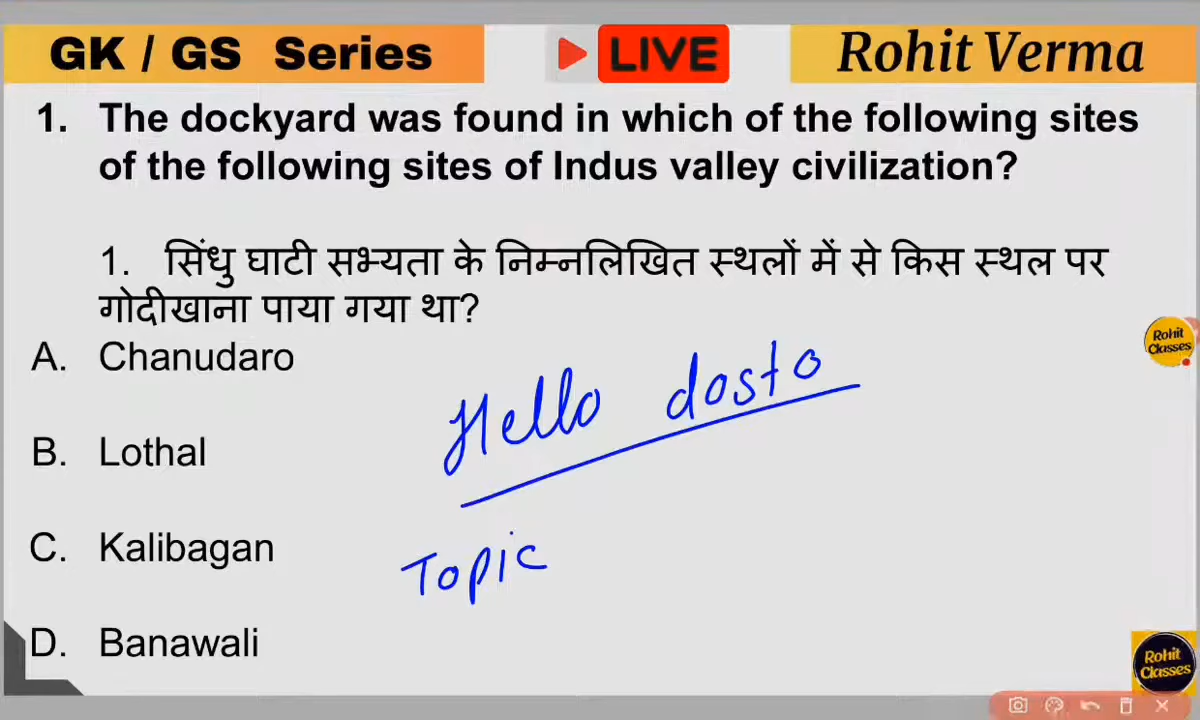 GK / GS Series
LIVE
Rohit Verma
1. The dockyard was found in which of the following sites
of the following sites of Indus valley civilization?
1. सिंधु घाटी सभ्यता के निम्नलिखित स्थलों में से किस स्थल पर
गोदीखाना पाया गया था?
A. Chanudaro
Hello dosto
B. Lothal
C. Kalibagan
Topic
D. Banawali
Rohit
Classes
Rohit
Classes